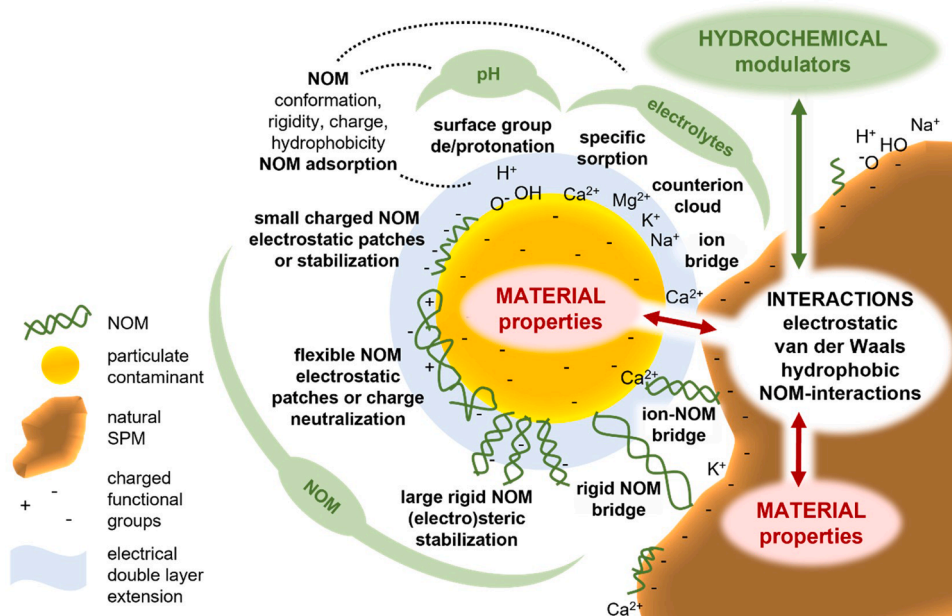 HYDROCHEMICAL
modulators
pH
electrolytes
NOM
conformation,
rigidity, charge,
hydrophobicity
NOM adsorption
surface group
de/protonation
specific
sorption
counterion
cloud
ion
bridge
H⁺
O⁻ OH
Ca²⁺
Mg²⁺
K⁺
Na⁺
Ca²⁺
H⁺
⁻O
HO
Na⁺
small charged NOM
electrostatic patches
or stabilization
MATERIAL
properties
INTERACTIONS
electrostatic
van der Waals
hydrophobic
NOM-interactions
flexible NOM
electrostatic
patches or charge
neutralization
Ca²⁺
ion-NOM
bridge
K⁺
large rigid NOM
(electro)steric
stabilization
rigid NOM
bridge
MATERIAL
properties
NOM
Ca²⁺
NOM
particulate
contaminant
natural
SPM
+ - -
charged
functional
groups
electrical
double layer
extension